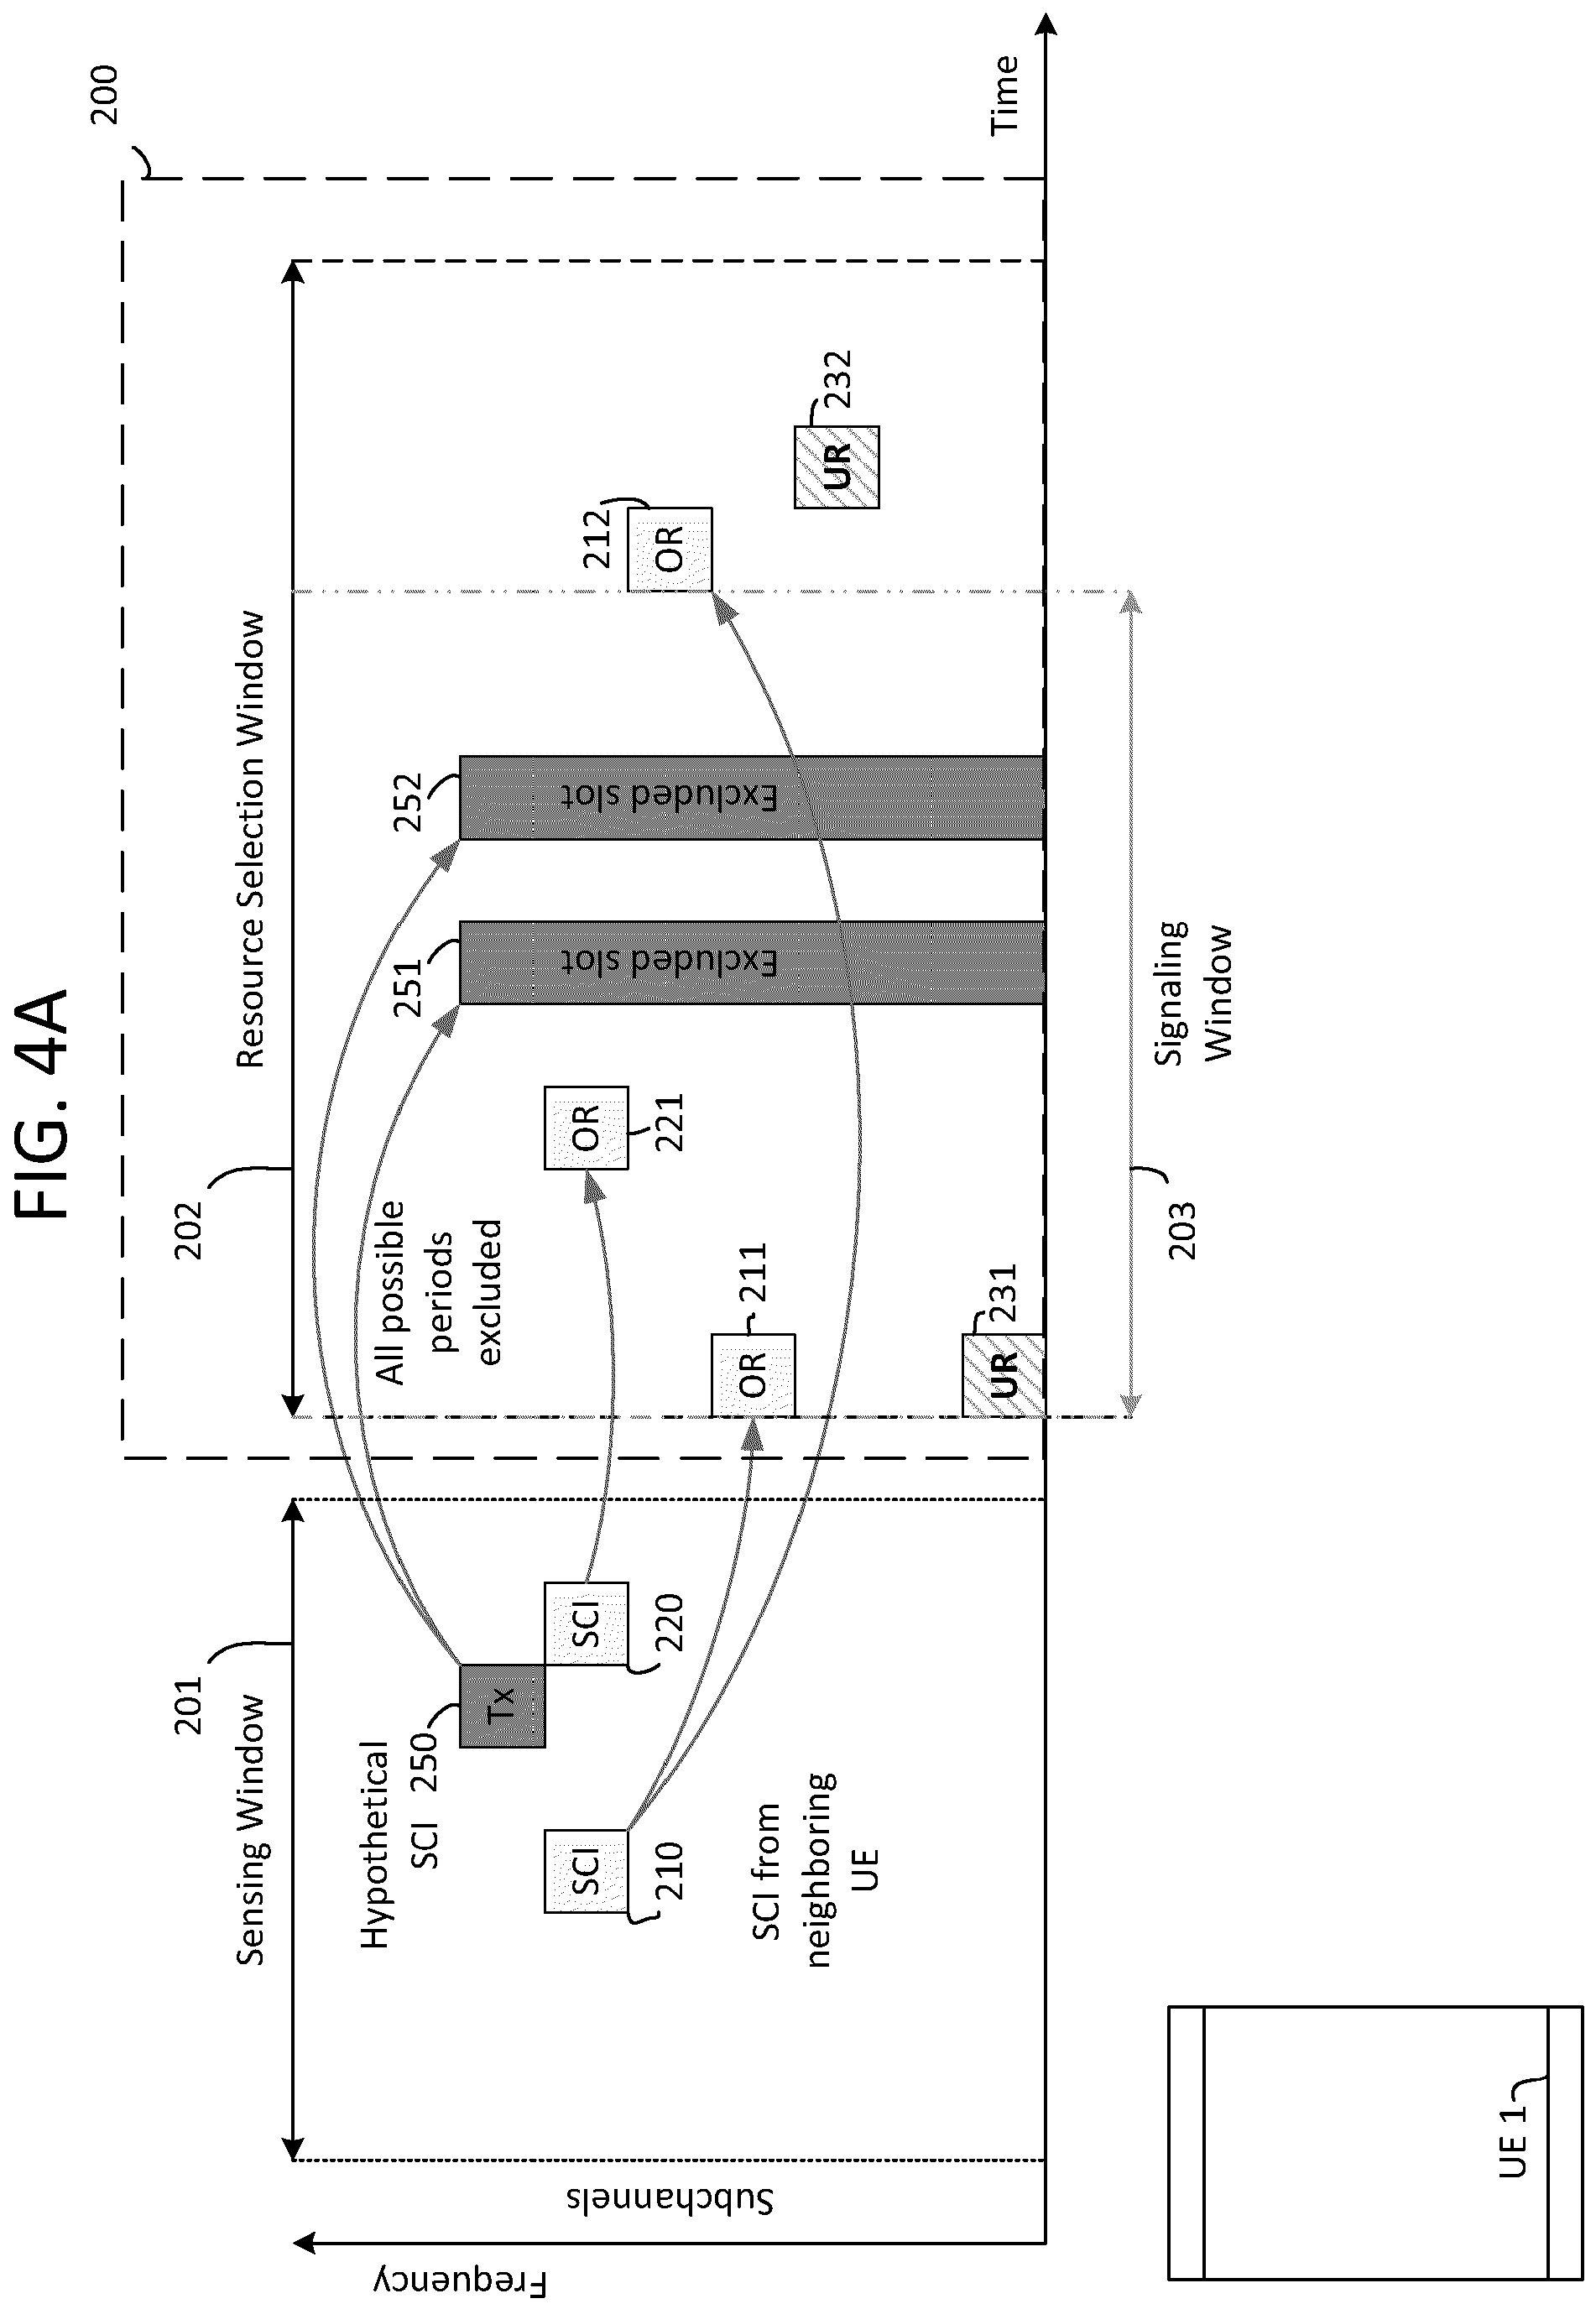 FIG. 4A
200
201
202
Sensing Window
Resource Selection Window
Hypothetical
SCI 250
All possible
periods
excluded
251
252
Tx
SCI
220
SCI
210
OR
221
212
OR
Excluded slot
Excluded slot
OR
211
SCI from
neighboring
UE
UR
232
UR
231
Frequency
Subchannels
Time
203
Signaling
Window
UE 1